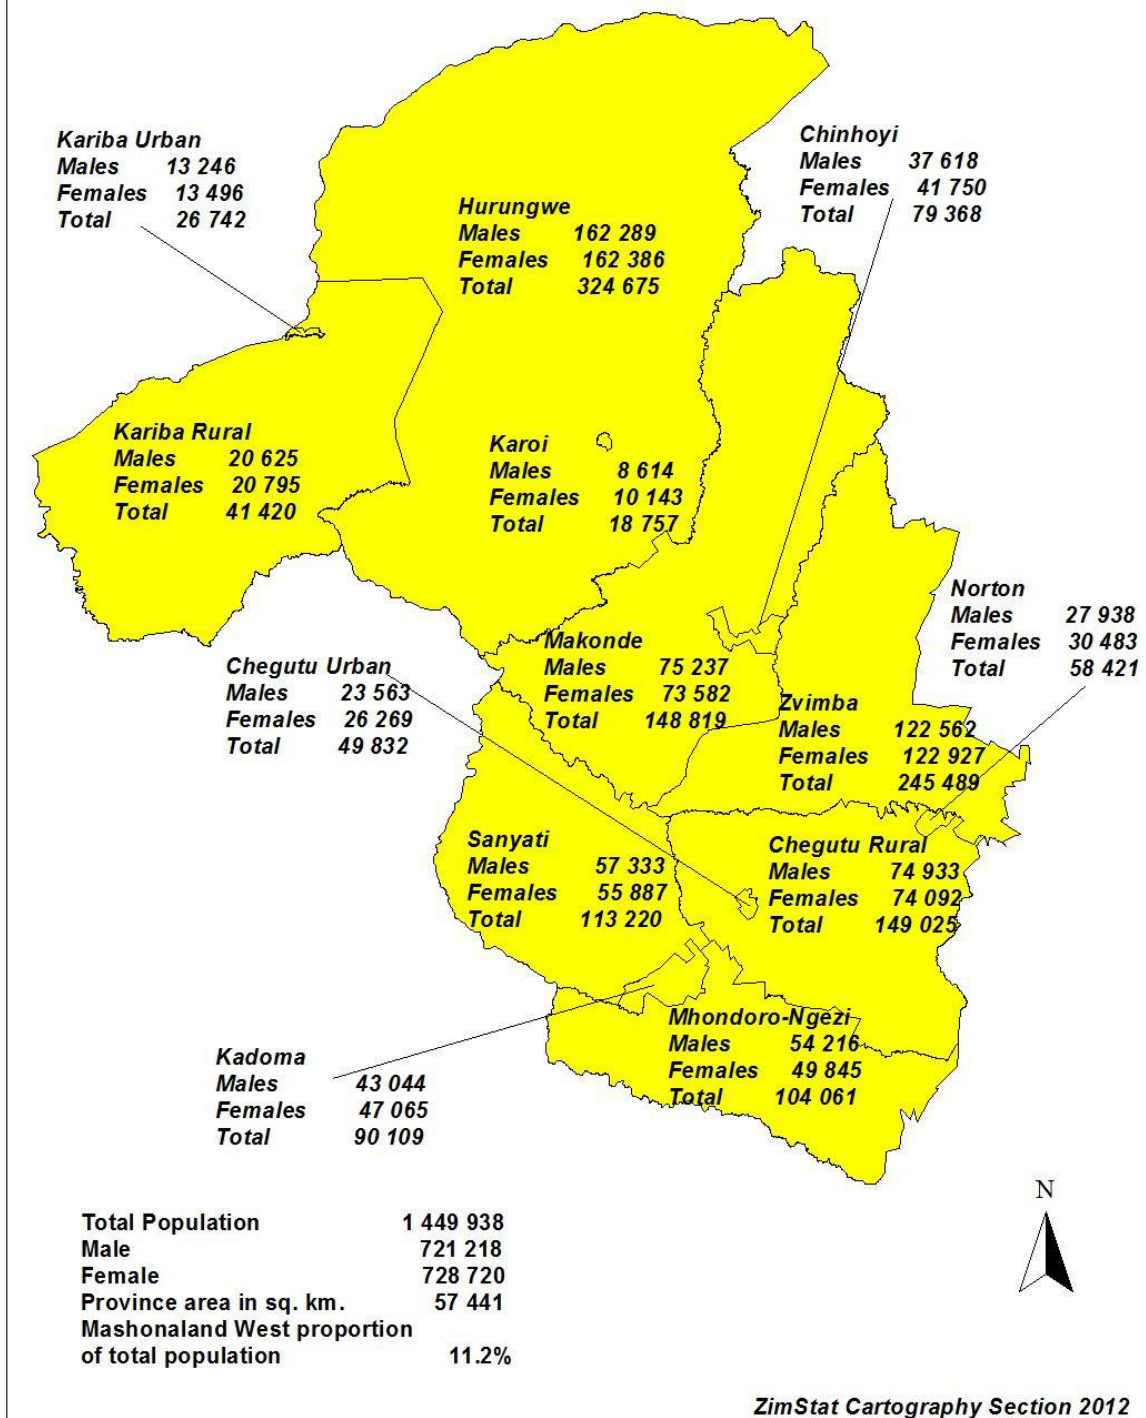 Kariba Urban
Males 13 246
Females 13 496
Total 26 742
Chinhoyi
Males 37 618
Females 41 750
Total 79 368
Hurungwe
Males 162 289
Females 162 386
Total 324 675
Kariba Rural
Males 20 625
Females 20 795
Total 41 420
Karoi
Males 8 614
Females 10 143
Total 18 757
Norton
Males 27 938
Females 30 483
Total 58 421
Makonde
Males 75 237
Females 73 582
Total 148 819
Chegutu Urban
Males 23 563
Females 26 269
Total 49 832
Zvimba
Males 122 562
Females 122 927
Total 245 489
Sanyati
Males 57 333
Females 55 887
Total 113 220
Chegutu Rural
Males 74 933
Females 74 092
Total 149 025
Mhondoro-Ngezi
Males 54 216
Females 49 845
Total 104 061
Kadoma
Males 43 044
Females 47 065
Total 90 109
Total Population 1 449 938
Male 721 218
Female 728 720
Province area in sq. km. 57 441
Mashonaland West proportion
of total population 11.2%
N
ZimStat Cartography Section 2012